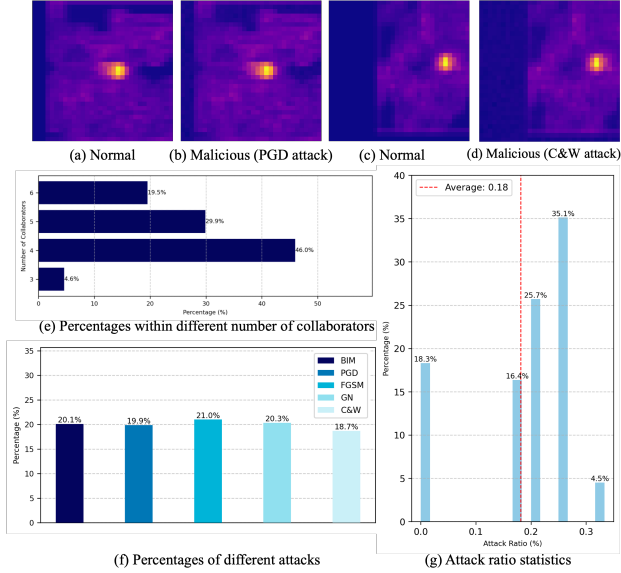 (a) Normal
(b) Malicious (PGD attack)
(c) Normal
(d) Malicious (C&W attack)
Number of Collaborators
6
5
4
3
19.5%
29.9%
46.0%
4.6%
0
10
20
30
40
50
Percentage (%)
(e) Percentages within different number of collaborators
Percentage (%)
35
30
25
20
15
10
5
0
20.1%
19.9%
21.0%
20.3%
18.7%
BIM
PGD
FGSM
GN
C&W
(f) Percentages of different attacks
Percentage (%)
40
35
30
25
20
15
10
5
0
Average: 0.18
18.3%
16.4%
25.7%
35.1%
4.5%
0.0
0.1
0.2
0.3
Attack Ratio (%)
(g) Attack ratio statistics